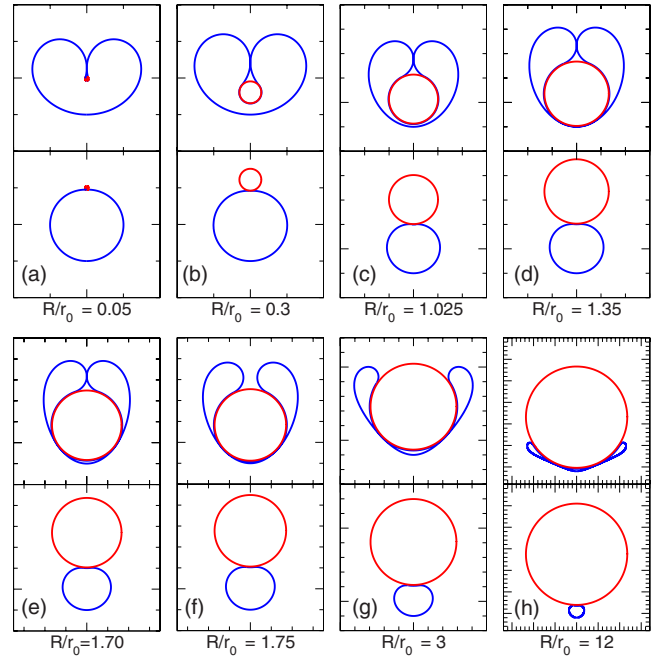 (a) (b) (c) (d)
R/r0 = 0.05 R/r0 = 0.3 R/r0 = 1.025 R/r0 = 1.35
(e) (f) (g) (h)
R/r0=1.70 R/r0 = 1.75 R/r0 = 3 R/r0 = 12